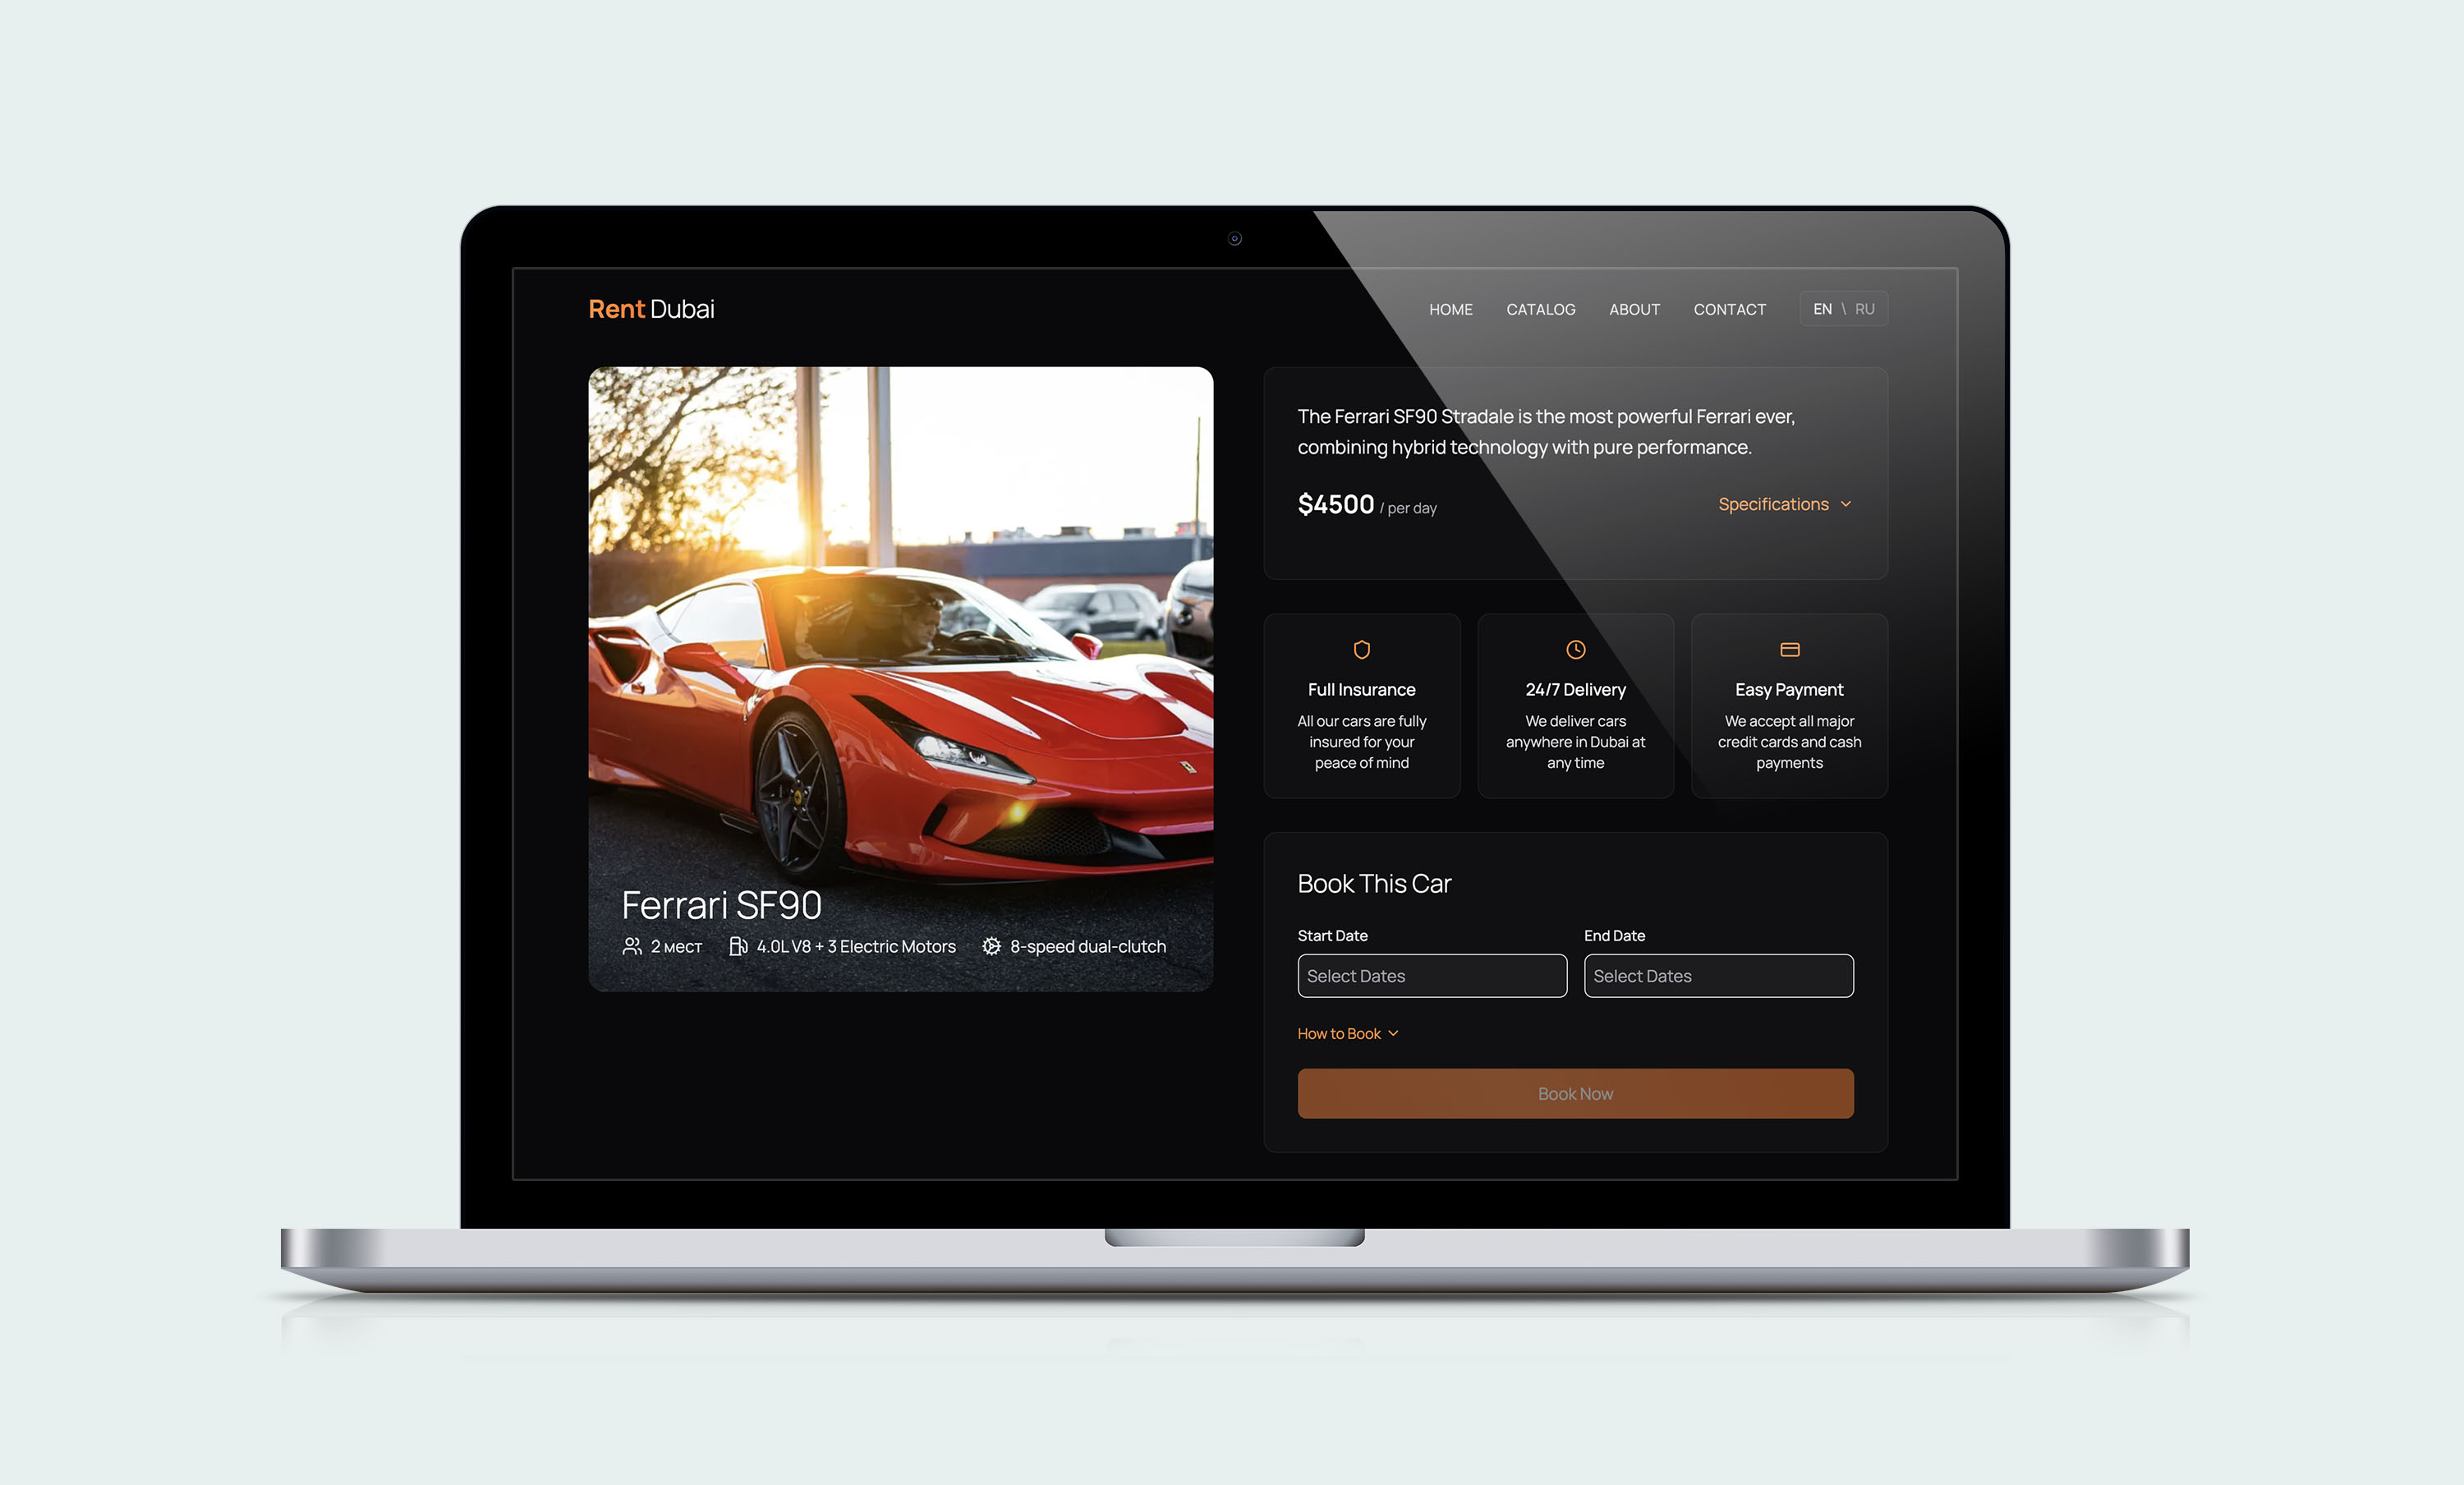 Rent Dubai
HOME CATALOG ABOUT CONTACT EN \ RU
Ferrari SF90
2 мест 4.0L V8 + 3 Electric Motors 8-speed dual-clutch
The Ferrari SF90 Stradale is the most powerful Ferrari ever,
combining hybrid technology with pure performance.
$4500 / per day
Specifications
Full Insurance
All our cars are fully
insured for your
peace of mind
24/7 Delivery
We deliver cars
anywhere in Dubai at
any time
Easy Payment
We accept all major
credit cards and cash
payments
Book This Car
Start Date
Select Dates
End Date
Select Dates
How to Book
Book Now